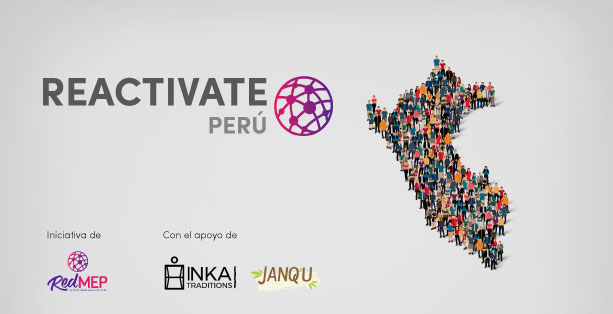 REACTIVATE
PERÚ
Iniciativa de
Con el apoyo de
RedMEP
INKA
TRADITIONS
JANQ'U